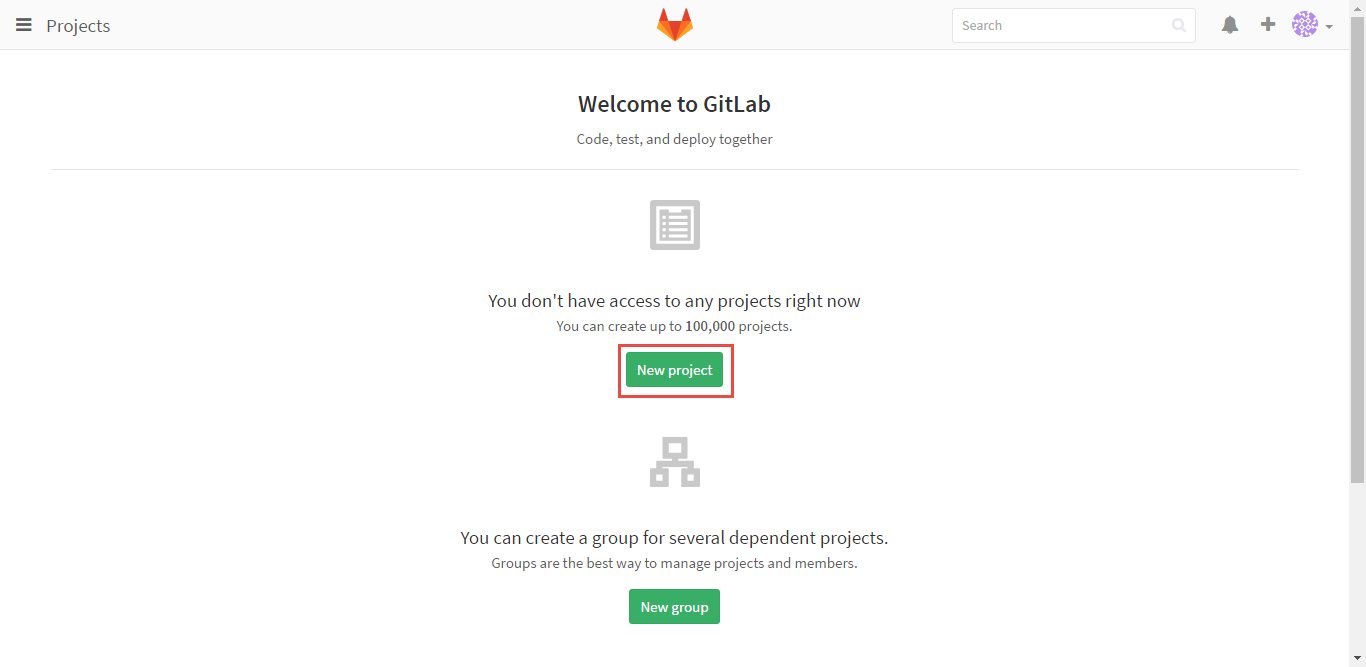 Projects
Search
Welcome to GitLab
Code, test, and deploy together
You don't have access to any projects right now
You can create up to 100,000 projects.
New project
You can create a group for several dependent projects.
Groups are the best way to manage projects and members.
New group